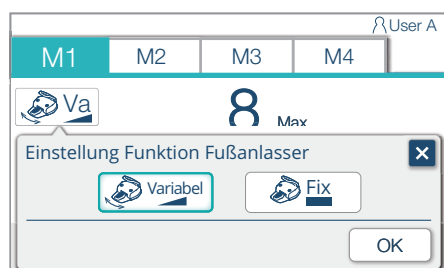 User A
M1 M2 M3 M4
Va 8 Max
Einstellung Funktion Fußanlasser
Variabel Fix
OK